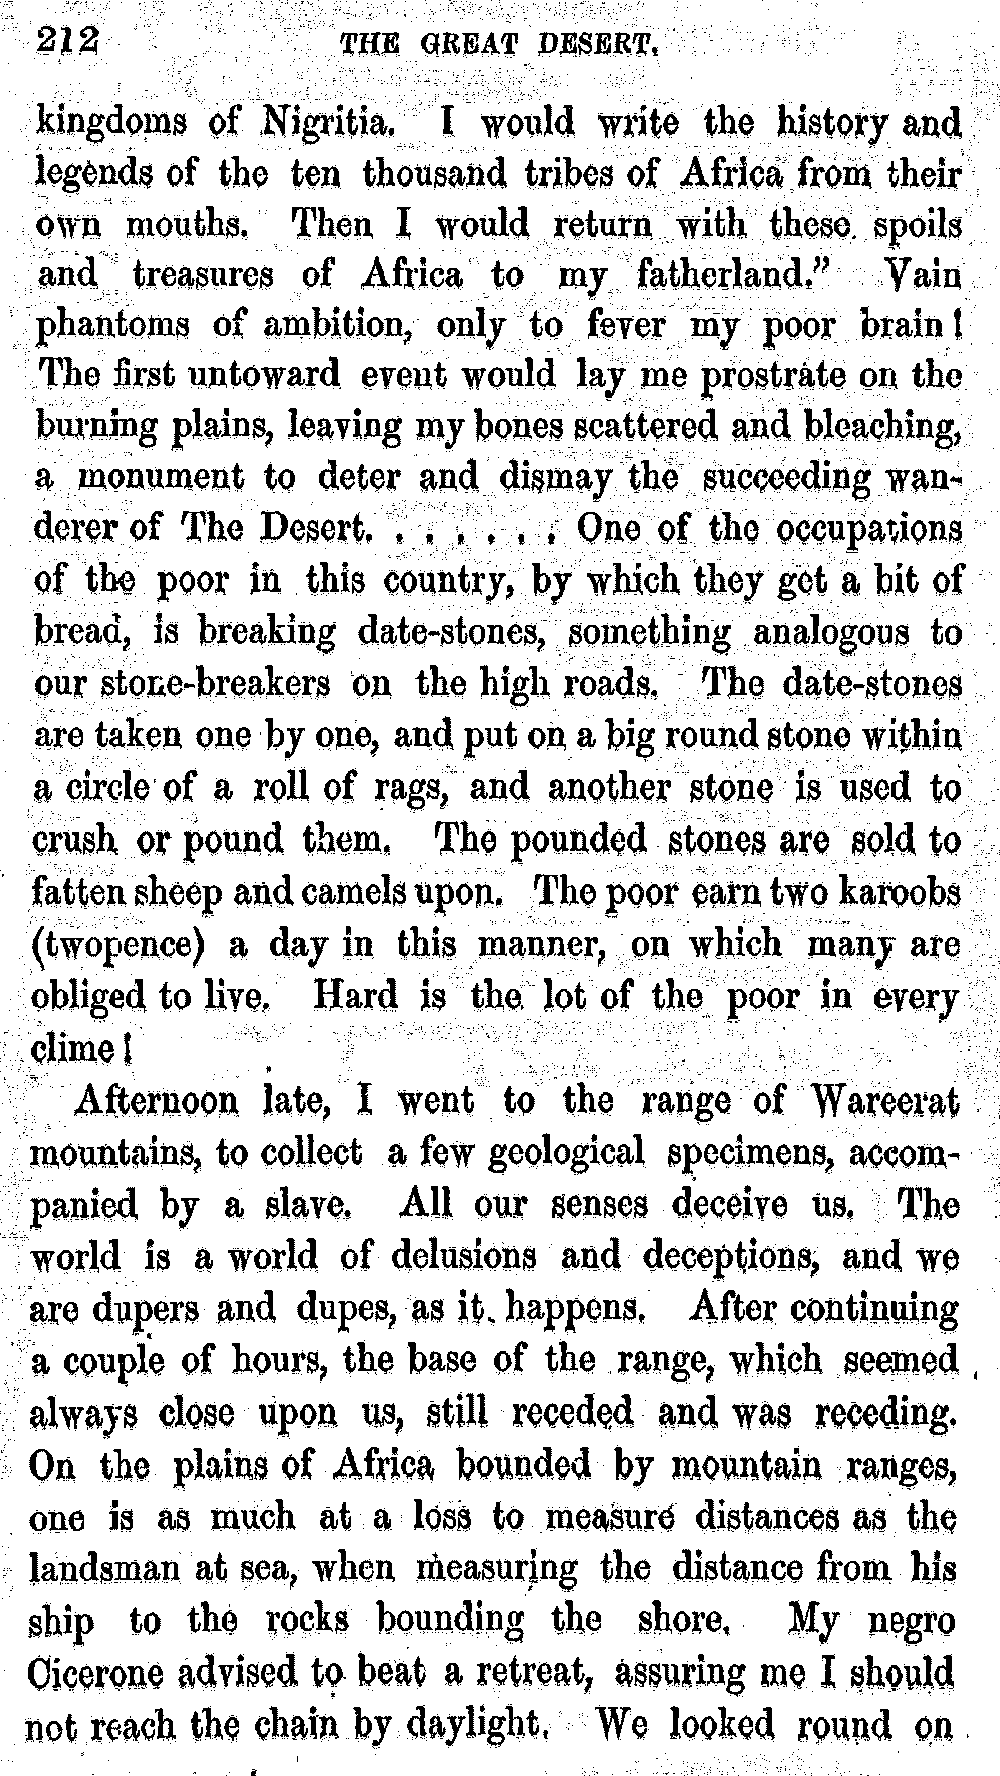 212 THE GREAT DESERT.
kingdoms of Nigritia. I would write the history and
legends of the ten thousand tribes of Africa from their
own mouths. Then I would return with these spoils
and treasures of Africa to my fatherland.” Vain
phantoms of ambition, only to fever my poor brain!
The first untoward event would lay me prostrate on the
burning plains, leaving my bones scattered and bleaching,
a monument to deter and dismay the succeeding wan-
derer of The Desert. . . . . . . One of the occupations
of the poor in this country, by which they get a bit of
bread, is breaking date-stones, something analogous to
our stone-breakers on the high roads. The date-stones
are taken one by one, and put on a big round stone within
a circle of a roll of rags, and another stone is used to
crush or pound them. The pounded stones are sold to
fatten sheep and camels upon. The poor earn two karoobs
(twopence) a day in this manner, on which many are
obliged to live. Hard is the lot of the poor in every
clime!
Afternoon late, I went to the range of Wareerat
mountains, to collect a few geological specimens, accom-
panied by a slave. All our senses deceive us. The
world is a world of delusions and deceptions, and we
are dupers and dupes, as it happens. After continuing
a couple of hours, the base of the range, which seemed
always close upon us, still receded and was receding.
On the plains of Africa bounded by mountain ranges,
one is as much at a loss to measure distances as the
landsman at sea, when measuring the distance from his
ship to the rocks bounding the shore. My negro
Cicerone advised to beat a retreat, assuring me I should
not reach the chain by daylight. We looked round on